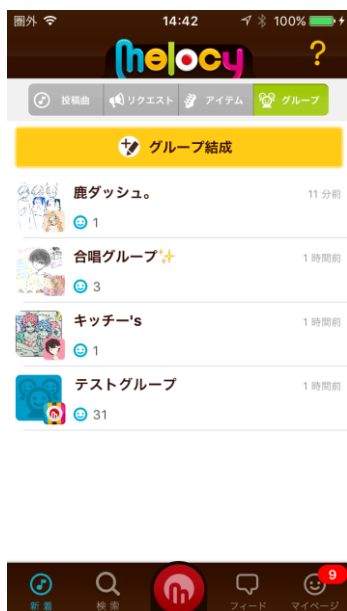 圏外 14:42 100%
melocy ?
投稿曲 リクエスト アイテム グループ
グループ結成
鹿ダッシュ。 11 分前
1
合唱グループ✨ 1 時間前
3
キッチー's 1 時間前
1
テストグループ 1 時間前
31
9
新着 検索 フィード マイページ